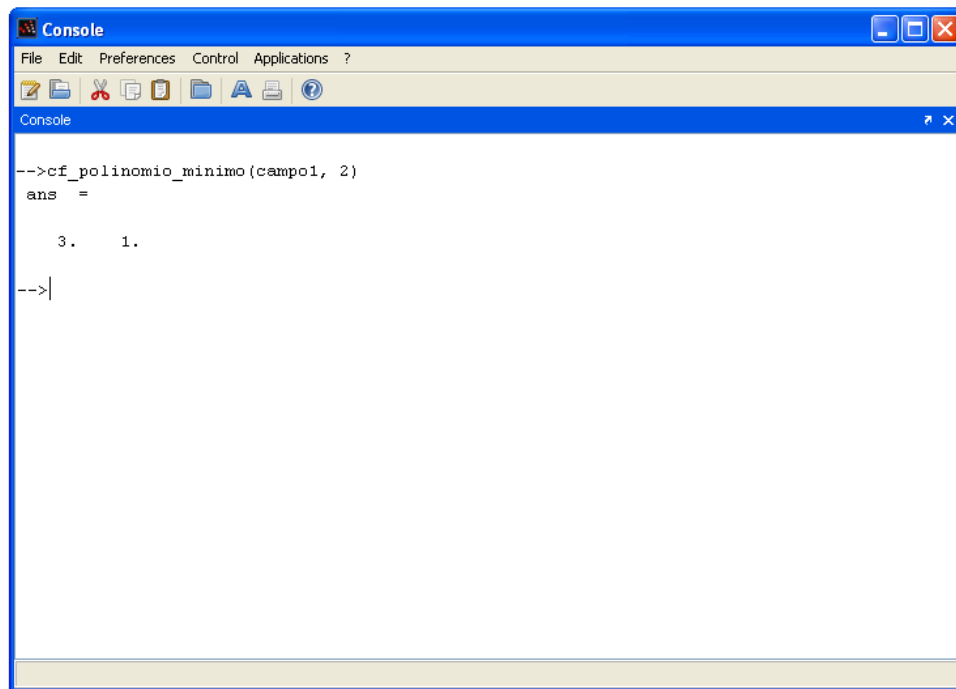 Console
File Edit Preferences Control Applications ?
Console
-->cf_polinomio_minimo(campo1, 2)
ans =
3. 1.
-->